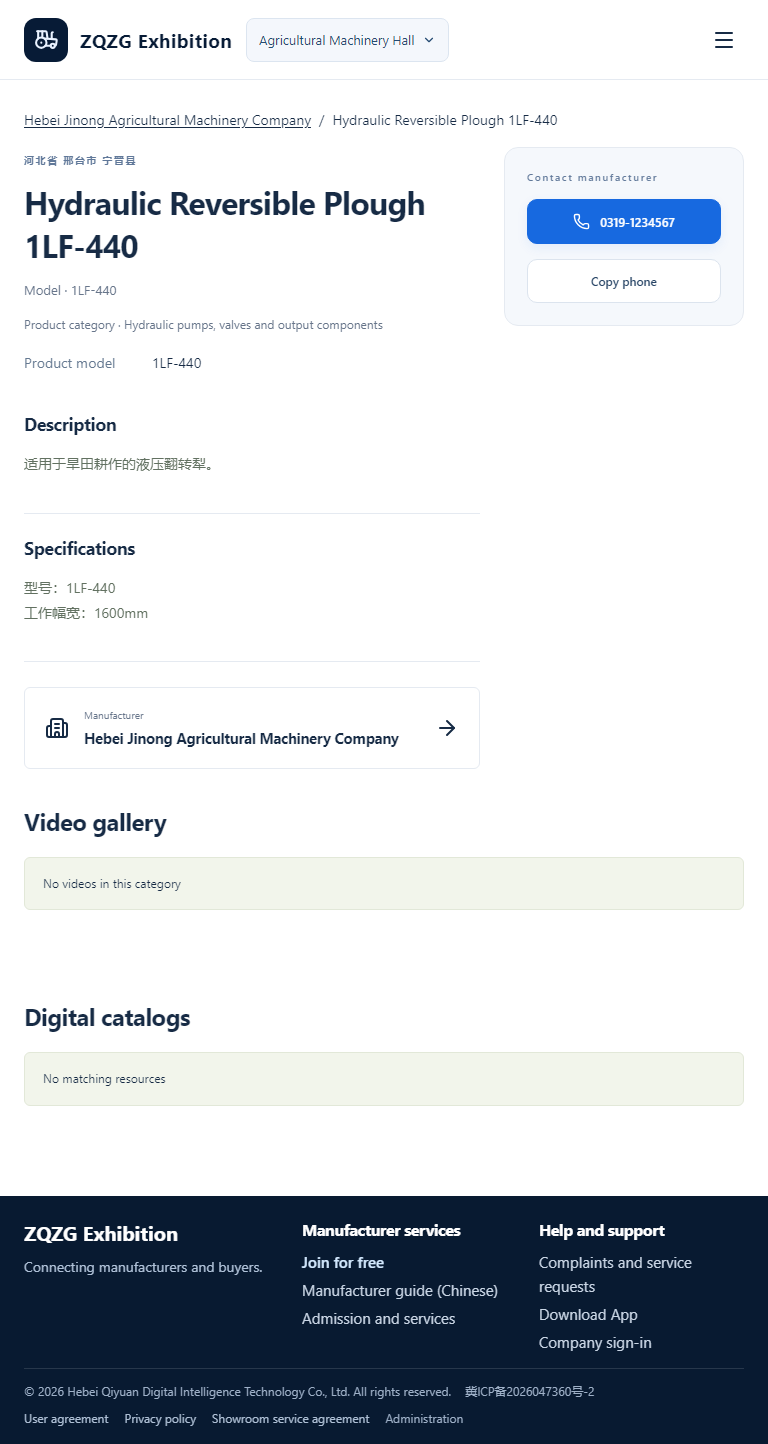 ZQZG Exhibition
Agricultural Machinery Hall
Hebei Jinong Agricultural Machinery Company / Hydraulic Reversible Plough 1LF-440
河北省 邢台市 宁晋县
Hydraulic Reversible Plough
1LF-440
Model · 1LF-440
Product category · Hydraulic pumps, valves and output components
Product model 1LF-440
Contact manufacturer
0319-1234567
Copy phone
Description
适用于旱田耕作的液压翻转犁。
Specifications
型号：1LF-440
工作幅宽：1600mm
Manufacturer
Hebei Jinong Agricultural Machinery Company
Video gallery
No videos in this category
Digital catalogs
No matching resources
ZQZG Exhibition
Connecting manufacturers and buyers.
Manufacturer services
Join for free
Manufacturer guide (Chinese)
Admission and services
Help and support
Complaints and service
requests
Download App
Company sign-in
© 2026 Hebei Qiyuan Digital Intelligence Technology Co., Ltd. All rights reserved. 冀ICP备2026047360号-2
User agreement Privacy policy Showroom service agreement Administration